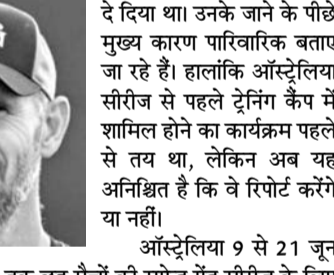 दे दिया था। उनके जाने के पीछे
मुख्य कारण पारिवारिक बताए
जा रहे हैं। हालांकि ऑस्ट्रेलिया
सीरीज से पहले ट्रेनिंग कैंप में
शामिल होने का कार्यक्रम पहले
से तय था, लेकिन अब यह
अनिश्चित है कि वे रिपोर्ट करेंगे
या नहीं।
ऑस्ट्रेलिया 9 से 21 जून